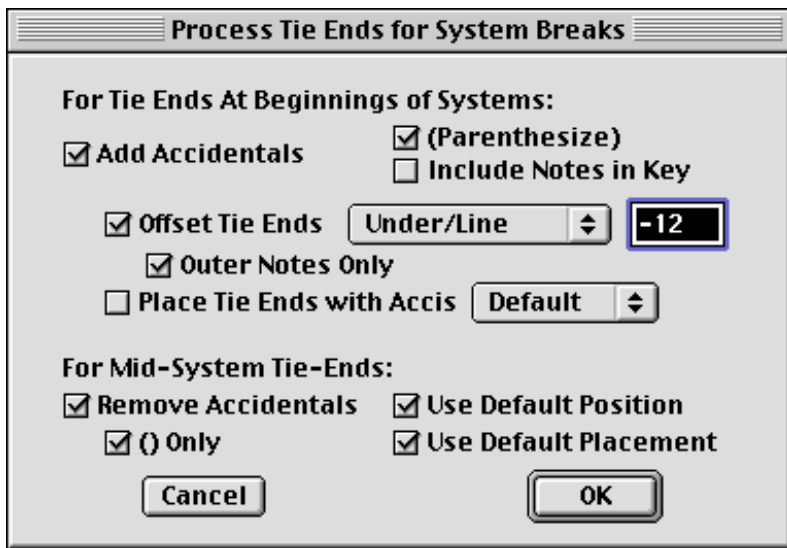 Process Tie Ends for System Breaks
For Tie Ends At Beginnings of Systems:
Add Accidentals
(Parenthesize)
Include Notes in Key
Offset Tie Ends Under/Line -12
Outer Notes Only
Place Tie Ends with Accis Default
For Mid-System Tie-Ends:
Remove Accidentals Use Default Position
() Only Use Default Placement
Cancel OK